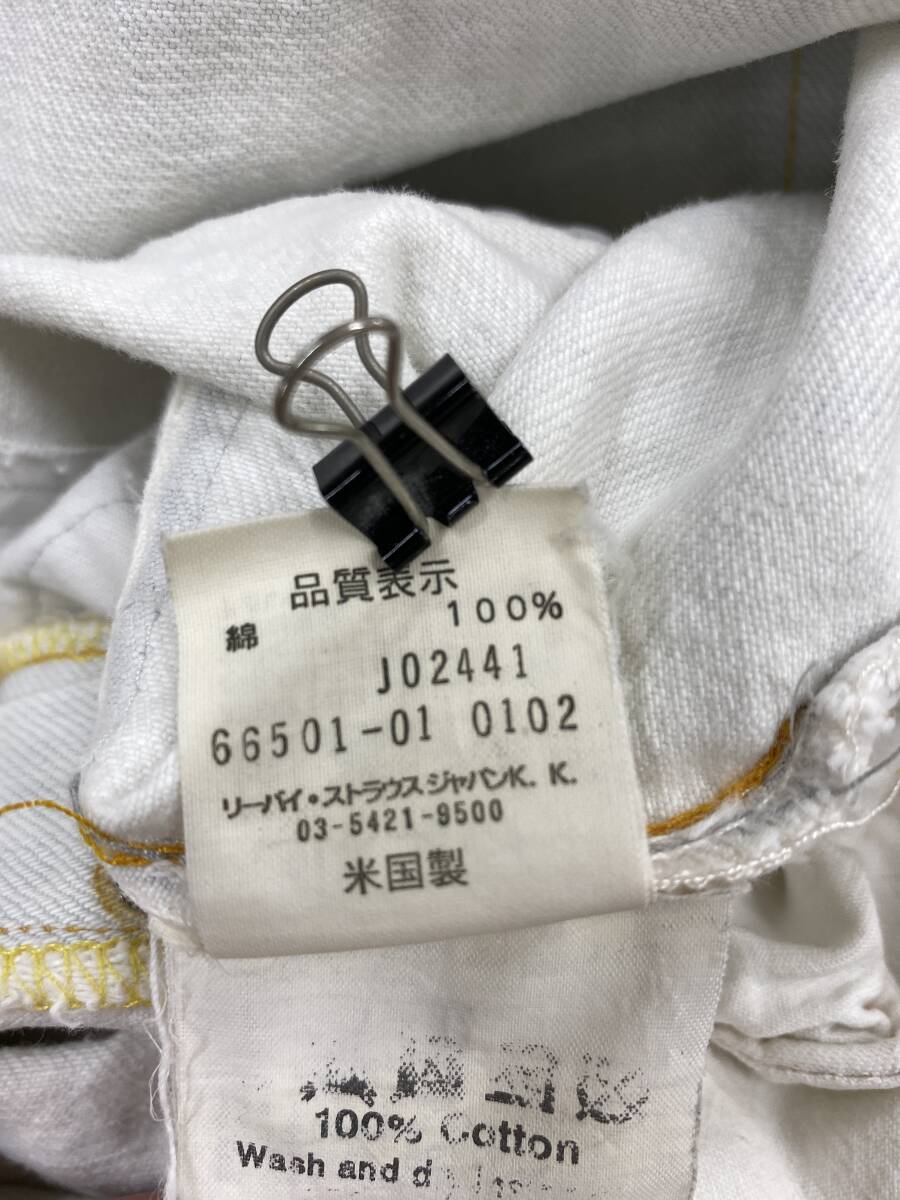 品質表示
綿 100%
J02441
66501-01 0102
リーバイ・ストラウスジャパンK.K.
03-5421-9500
米国製
100% Cotton
Wash and